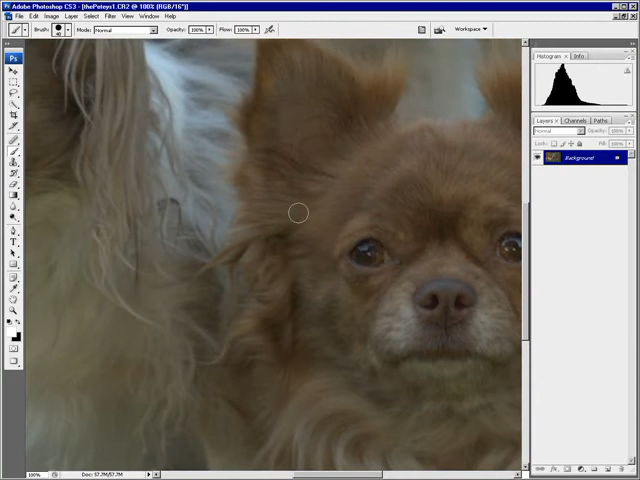 Adobe Photoshop CS3 - [thePeteys1.CR2 @ 100% (RGB/16*)]
File Edit Image Layer Select Filter View Window Help
Brush: Mode: Normal Opacity: 100% Flow: 100% Workspace
Ps
Histogram × Info
Layers × Channels Paths
Normal Opacity: 100%
Lock: Fill: 100%
Background
100% Doc: 57.7M/57.7M